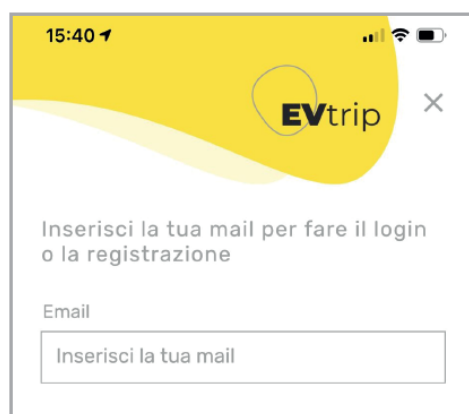 15:40
EVtrip
Inserisci la tua mail per fare il login
o la registrazione
Email
Inserisci la tua mail